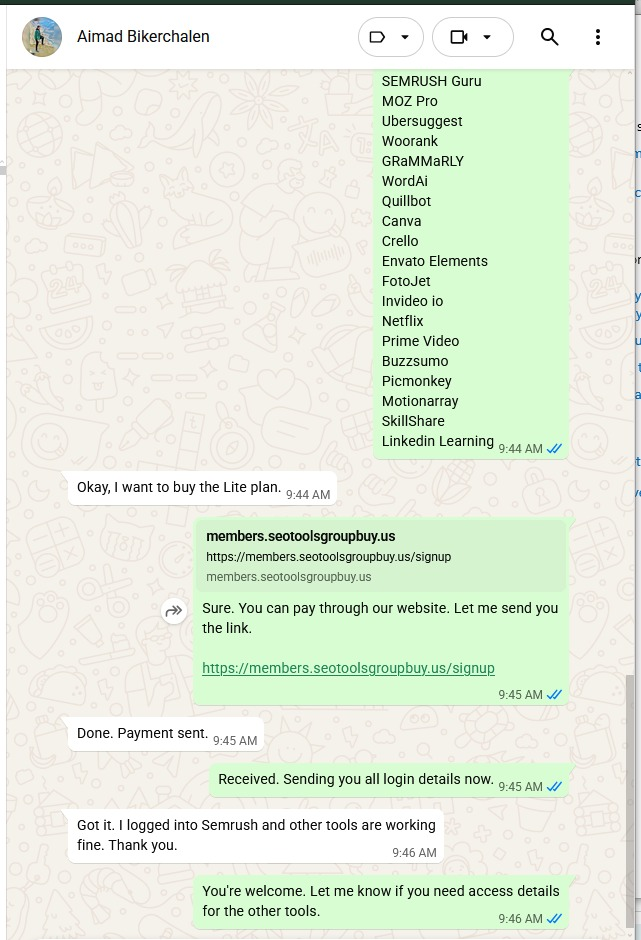 Aimad Bikerchalen
SEMRUSH Guru
MOZ Pro
Ubersuggest
Woorank
GRaMMaRLY
WordAi
Quillbot
Canva
Crello
Envato Elements
FotoJet
Invideo io
Netflix
Prime Video
Buzzsumo
Picmonkey
Motionarray
SkillShare
Linkedin Learning 9:44 AM
Okay, I want to buy the Lite plan. 9:44 AM
members.seotoolsgroupbuy.us
https://members.seotoolsgroupbuy.us/signup
members.seotoolsgroupbuy.us
Sure. You can pay through our website. Let me send you
the link.
https://members.seotoolsgroupbuy.us/signup
9:45 AM
Done. Payment sent. 9:45 AM
Received. Sending you all login details now. 9:45 AM
Got it. I logged into Semrush and other tools are working
fine. Thank you.
9:46 AM
You're welcome. Let me know if you need access details
for the other tools.
9:46 AM